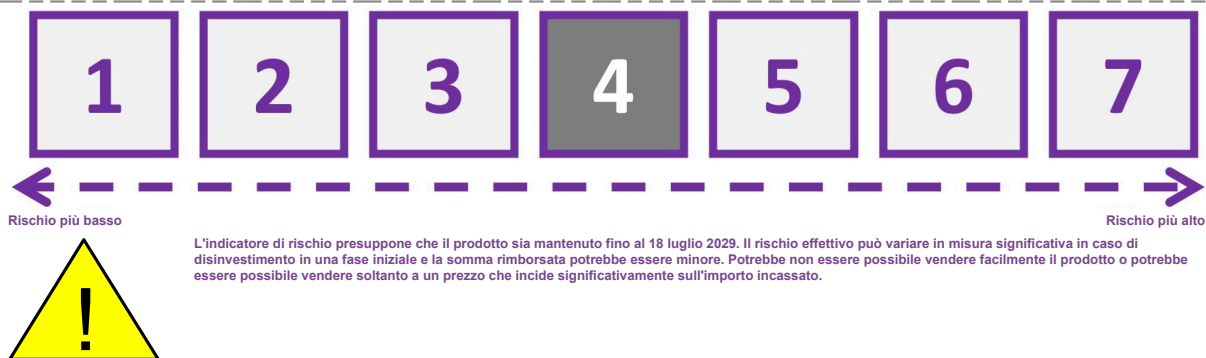 1 2 3 4 5 6 7
Rischio più basso Rischio più alto
L'indicatore di rischio presuppone che il prodotto sia mantenuto fino al 18 luglio 2029. Il rischio effettivo può variare in misura significativa in caso di
disinvestimento in una fase iniziale e la somma rimborsata potrebbe essere minore. Potrebbe non essere possibile vendere facilmente il prodotto o potrebbe
essere possibile vendere soltanto a un prezzo che incide significativamente sull'importo incassato.
!